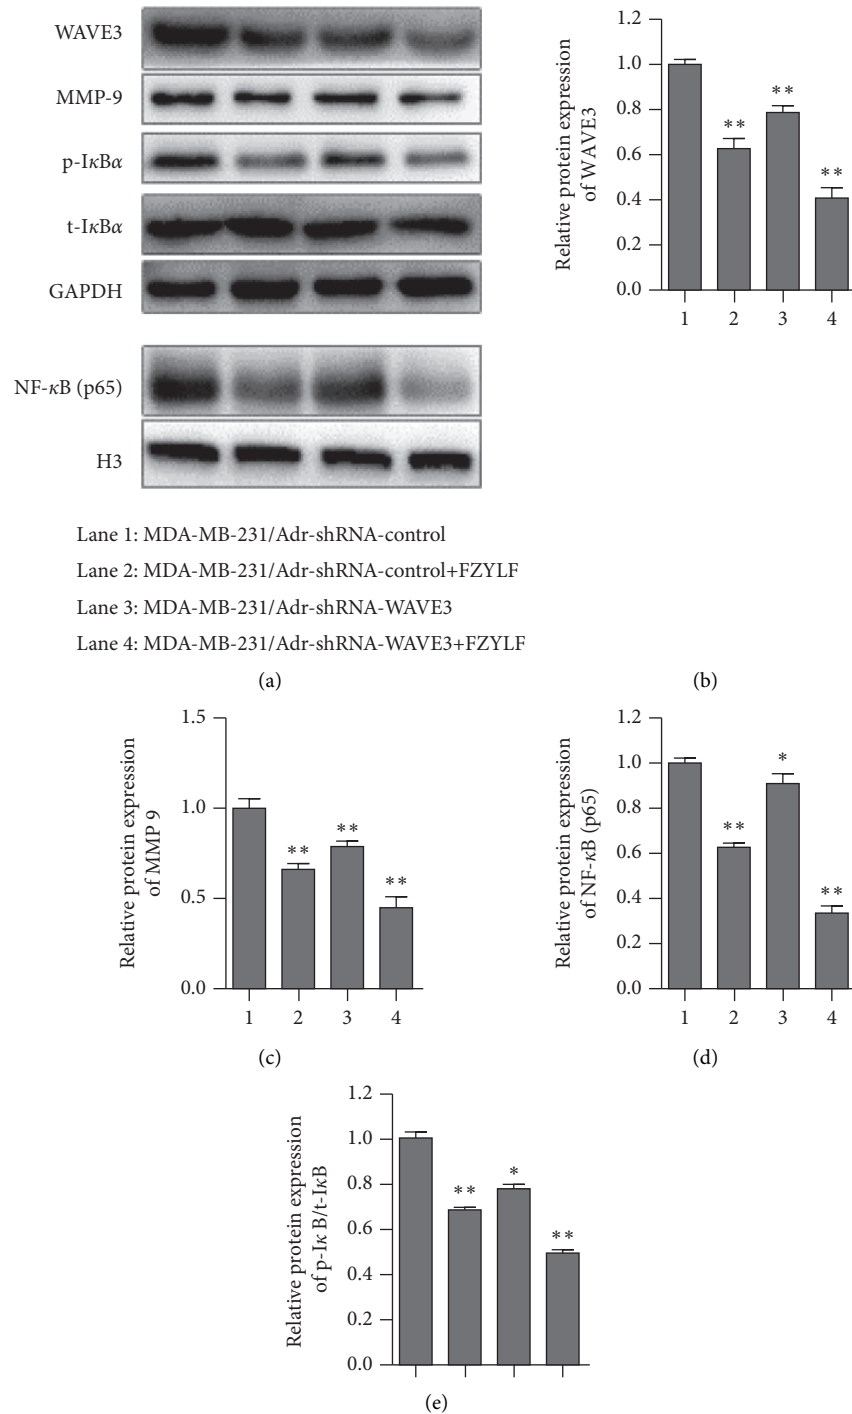 WAVE3
MMP-9
p-IκBα
t-IκBα
GAPDH
NF-κB (p65)
H3
Lane 1: MDA-MB-231/Adr-shRNA-control
Lane 2: MDA-MB-231/Adr-shRNA-control+FZYLF
Lane 3: MDA-MB-231/Adr-shRNA-WAVE3
Lane 4: MDA-MB-231/Adr-shRNA-WAVE3+FZYLF
(a)
Relative protein expression
of WAVE3
1.2
1.0
0.8
0.6
0.4
0.2
0.0
**
**
**
1 2 3 4
(b)
Relative protein expression
of MMP 9
1.5
1.0
0.5
0.0
**
**
**
1 2 3 4
(c)
Relative protein expression
of NF-κB (p65)
1.2
1.0
0.8
0.6
0.4
0.2
0.0
**
*
**
1 2 3 4
(d)
Relative protein expression
of p-Iκ B/t-IκB
1.2
1.0
0.8
0.6
0.4
0.2
0.0
**
*
**
(e)